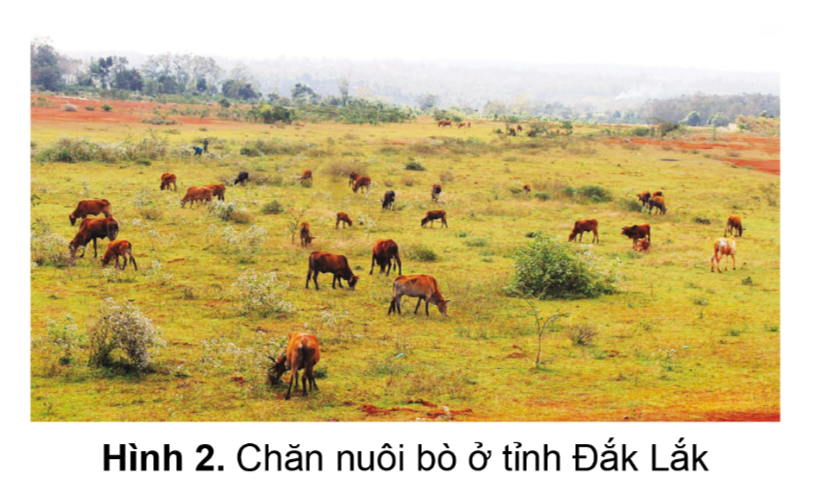 Hình 2. Chăn nuôi bò ở tỉnh Đắk Lắk